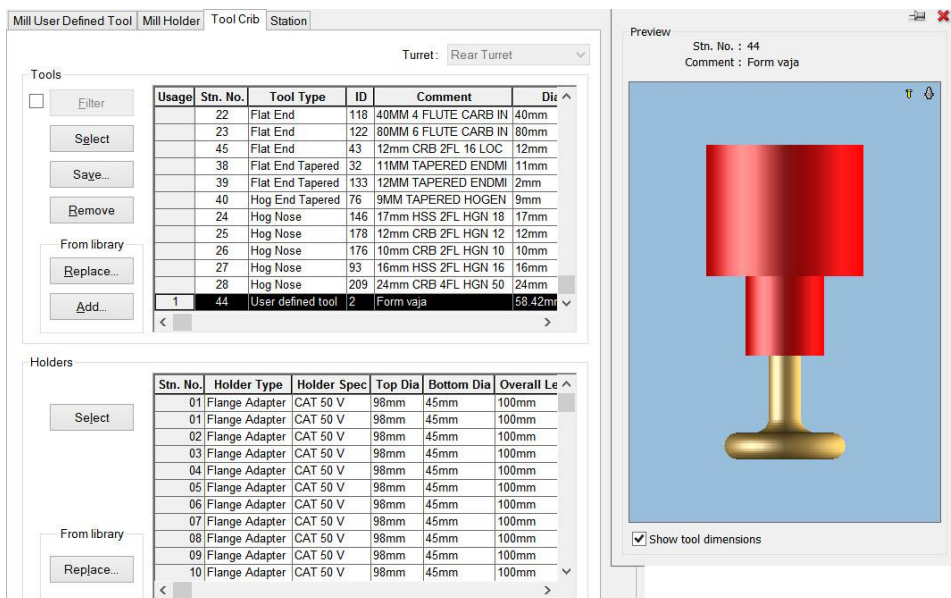 Mill User Defined Tool Mill Holder Tool Crib Station
Turret: Rear Turret
Tools
Filter
Select
Save...
Remove
From library
Replace...
Add...
Usage Stn. No. Tool Type ID Comment Dia
22 Flat End 118 40MM 4 FLUTE CARB IN 40mm
23 Flat End 122 80MM 6 FLUTE CARB IN 80mm
45 Flat End 43 12mm CRB 2FL 16 LOC 12mm
38 Flat End Tapered 32 11MM TAPERED ENDMI 11mm
39 Flat End Tapered 133 12MM TAPERED ENDMI 2mm
40 Hog End Tapered 76 9MM TAPERED HOGEN 9mm
24 Hog Nose 146 17mm HSS 2FL HGN 18 17mm
25 Hog Nose 178 12mm CRB 2FL HGN 12 12mm
26 Hog Nose 176 10mm CRB 2FL HGN 10 10mm
27 Hog Nose 93 16mm HSS 2FL HGN 16 16mm
28 Hog Nose 209 24mm CRB 4FL HGN 50 24mm
1 44 User defined tool 2 Form vaja 58.42mm
Holders
Select
From library
Replace...
Stn. No. Holder Type Holder Spec Top Dia Bottom Dia Overall Le
01 Flange Adapter CAT 50 V 98mm 45mm 100mm
01 Flange Adapter CAT 50 V 98mm 45mm 100mm
02 Flange Adapter CAT 50 V 98mm 45mm 100mm
03 Flange Adapter CAT 50 V 98mm 45mm 100mm
04 Flange Adapter CAT 50 V 98mm 45mm 100mm
05 Flange Adapter CAT 50 V 98mm 45mm 100mm
06 Flange Adapter CAT 50 V 98mm 45mm 100mm
07 Flange Adapter CAT 50 V 98mm 45mm 100mm
08 Flange Adapter CAT 50 V 98mm 45mm 100mm
09 Flange Adapter CAT 50 V 98mm 45mm 100mm
10 Flange Adapter CAT 50 V 98mm 45mm 100mm
Preview
Stn. No. : 44
Comment : Form vaja
Show tool dimensions